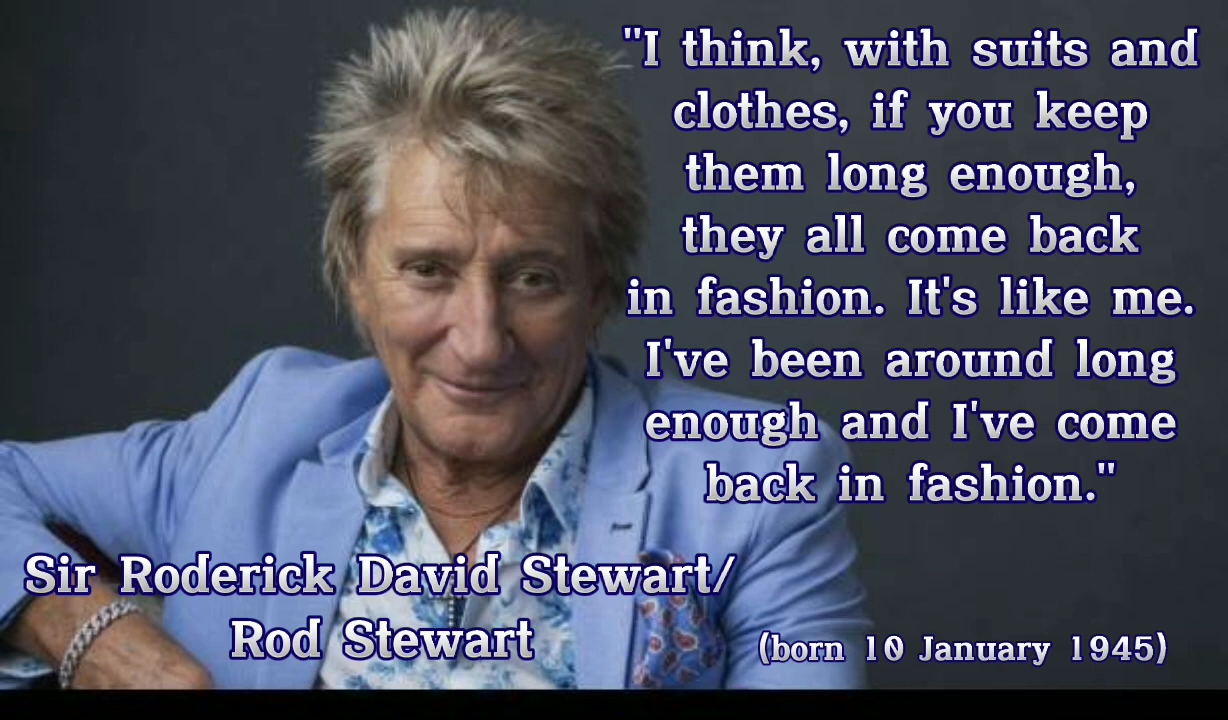 "I think, with suits and
clothes, if you keep
them long enough,
they all come back
in fashion. It's like me.
I've been around long
enough and I've come
back in fashion."
Sir Roderick David Stewart/
Rod Stewart
(born 10 January 1945)